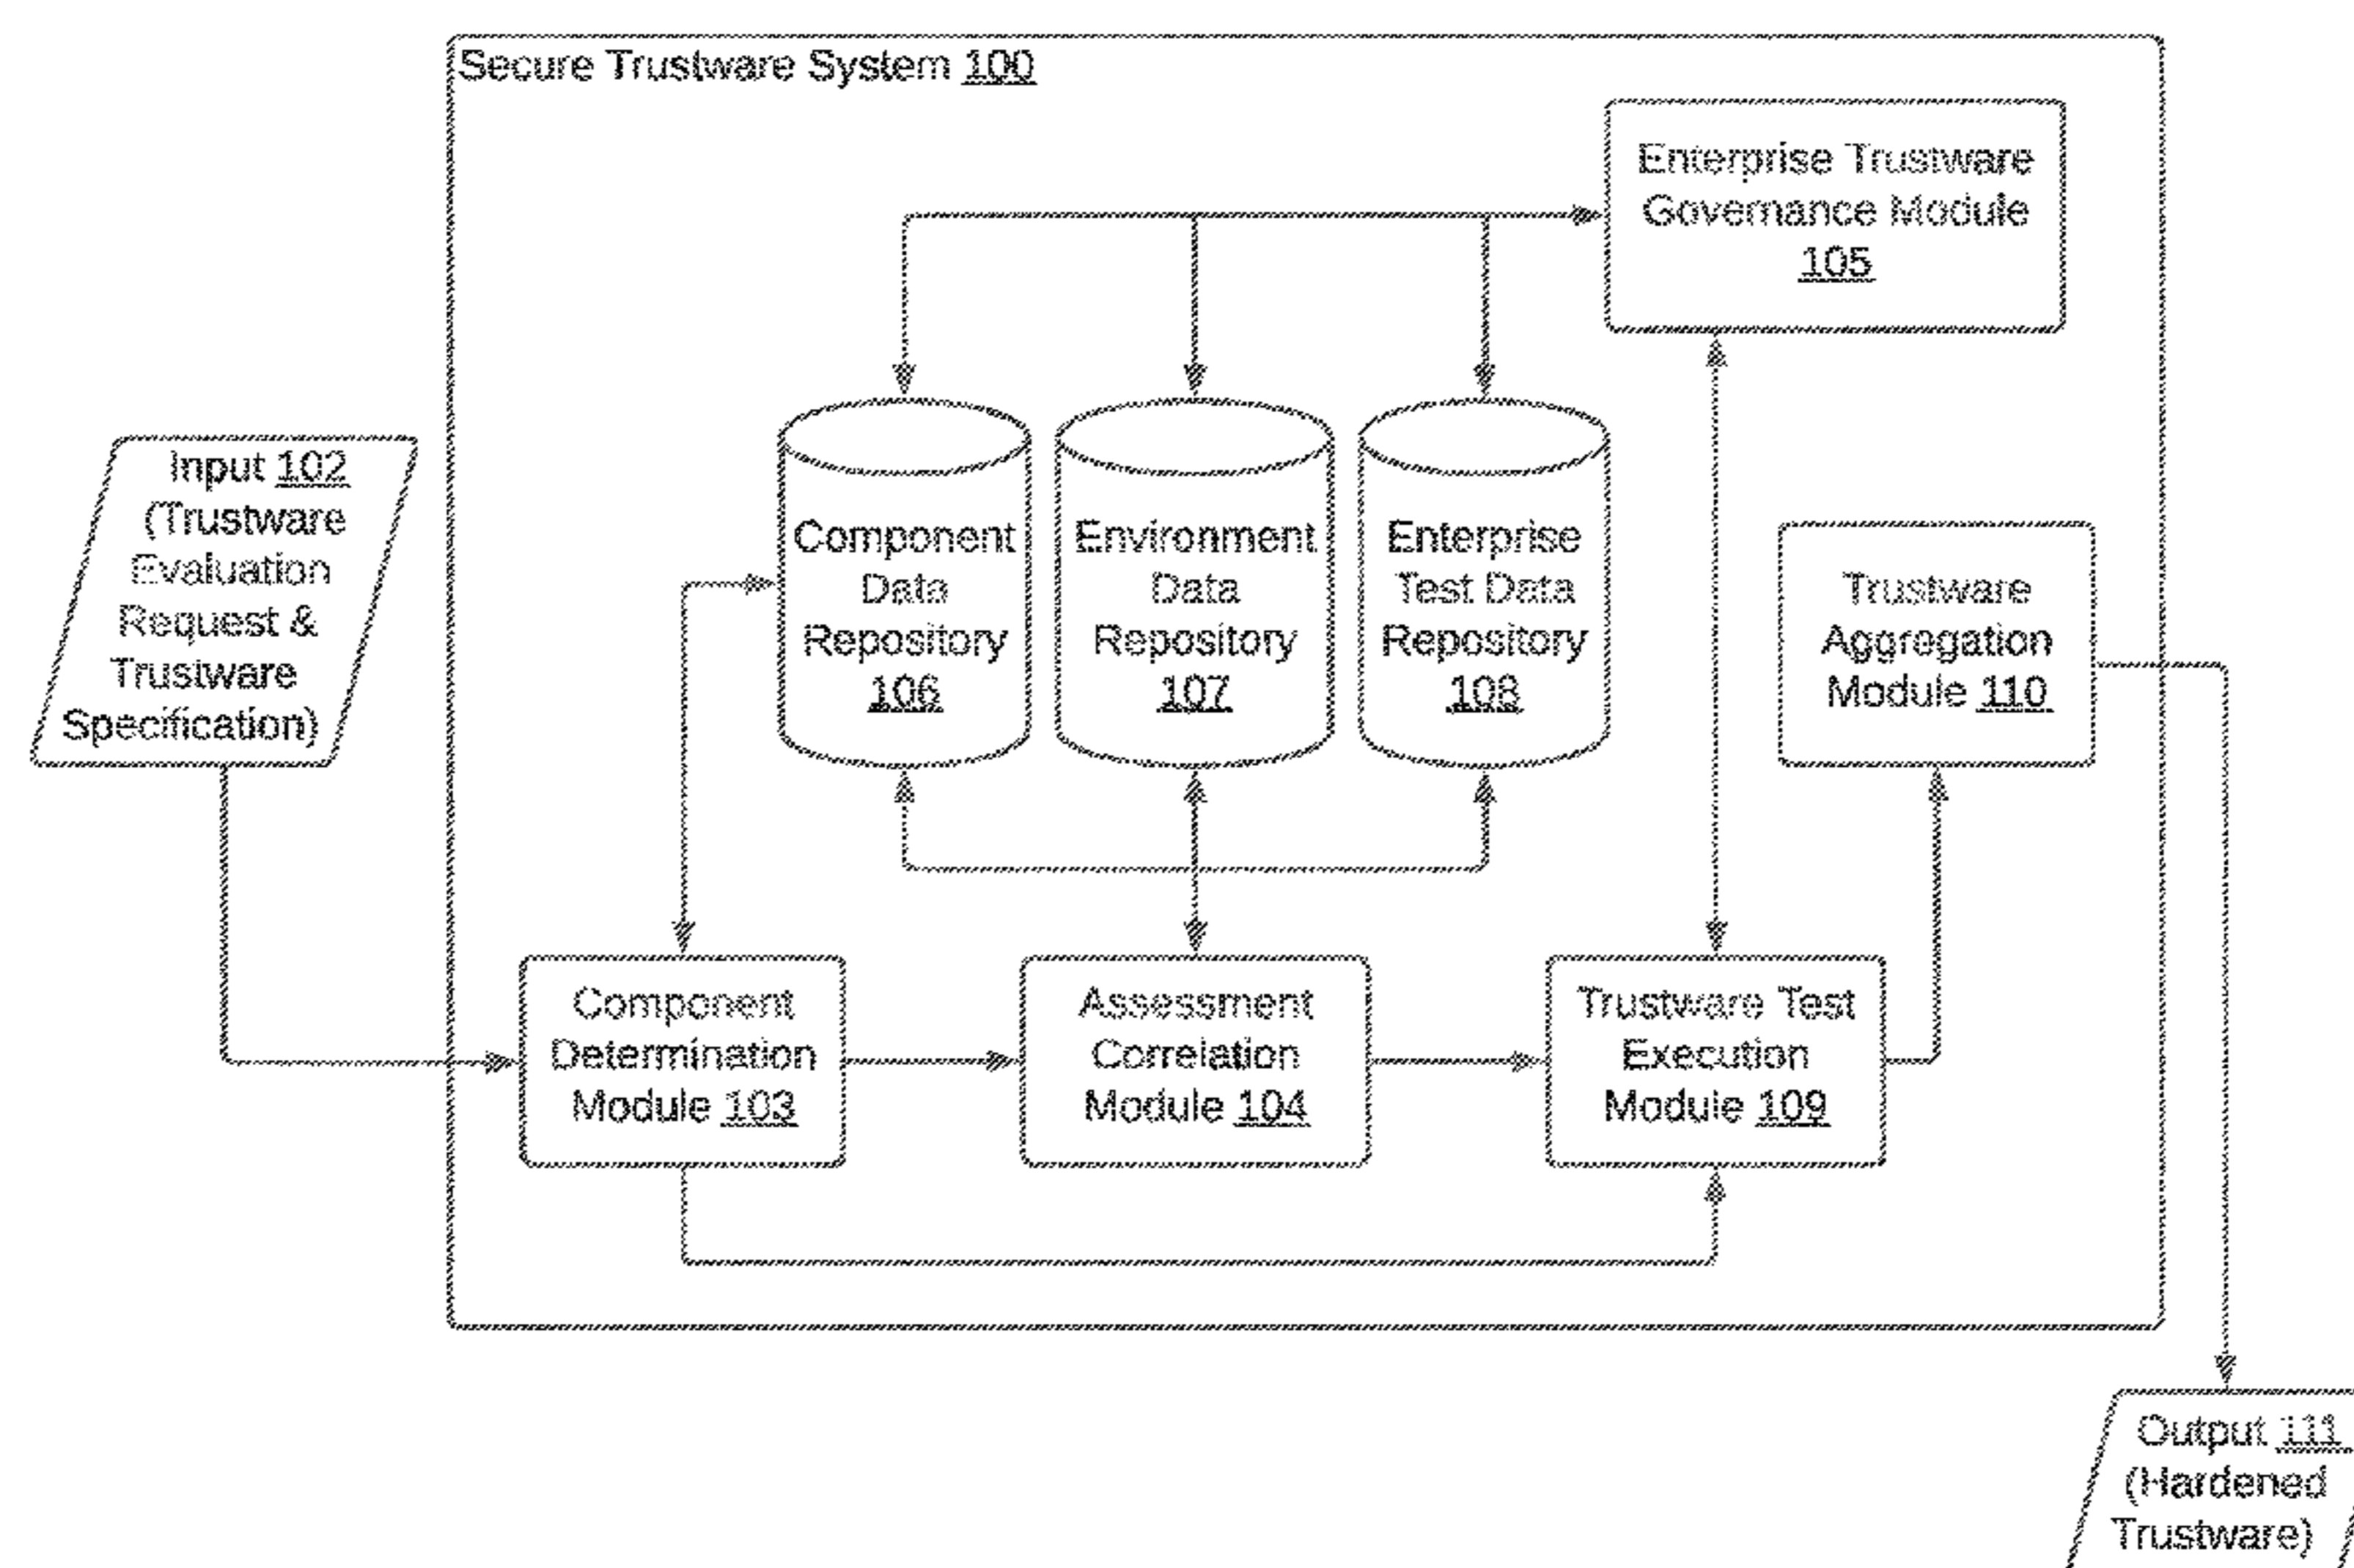 Secure Trustware System 100
Enterprise Trustware
Governance Module
105
Input 102
(Trustware
Evaluation
Request &
Trustware
Specification)
Component
Data
Repository
106
Environment
Data
Repository
107
Enterprise
Test Data
Repository
108
Trustware
Aggregation
Module 110
Component
Determination
Module 103
Assessment
Correlation
Module 104
Trustware Test
Execution
Module 109
Output 111
(Hardened
Trustware)